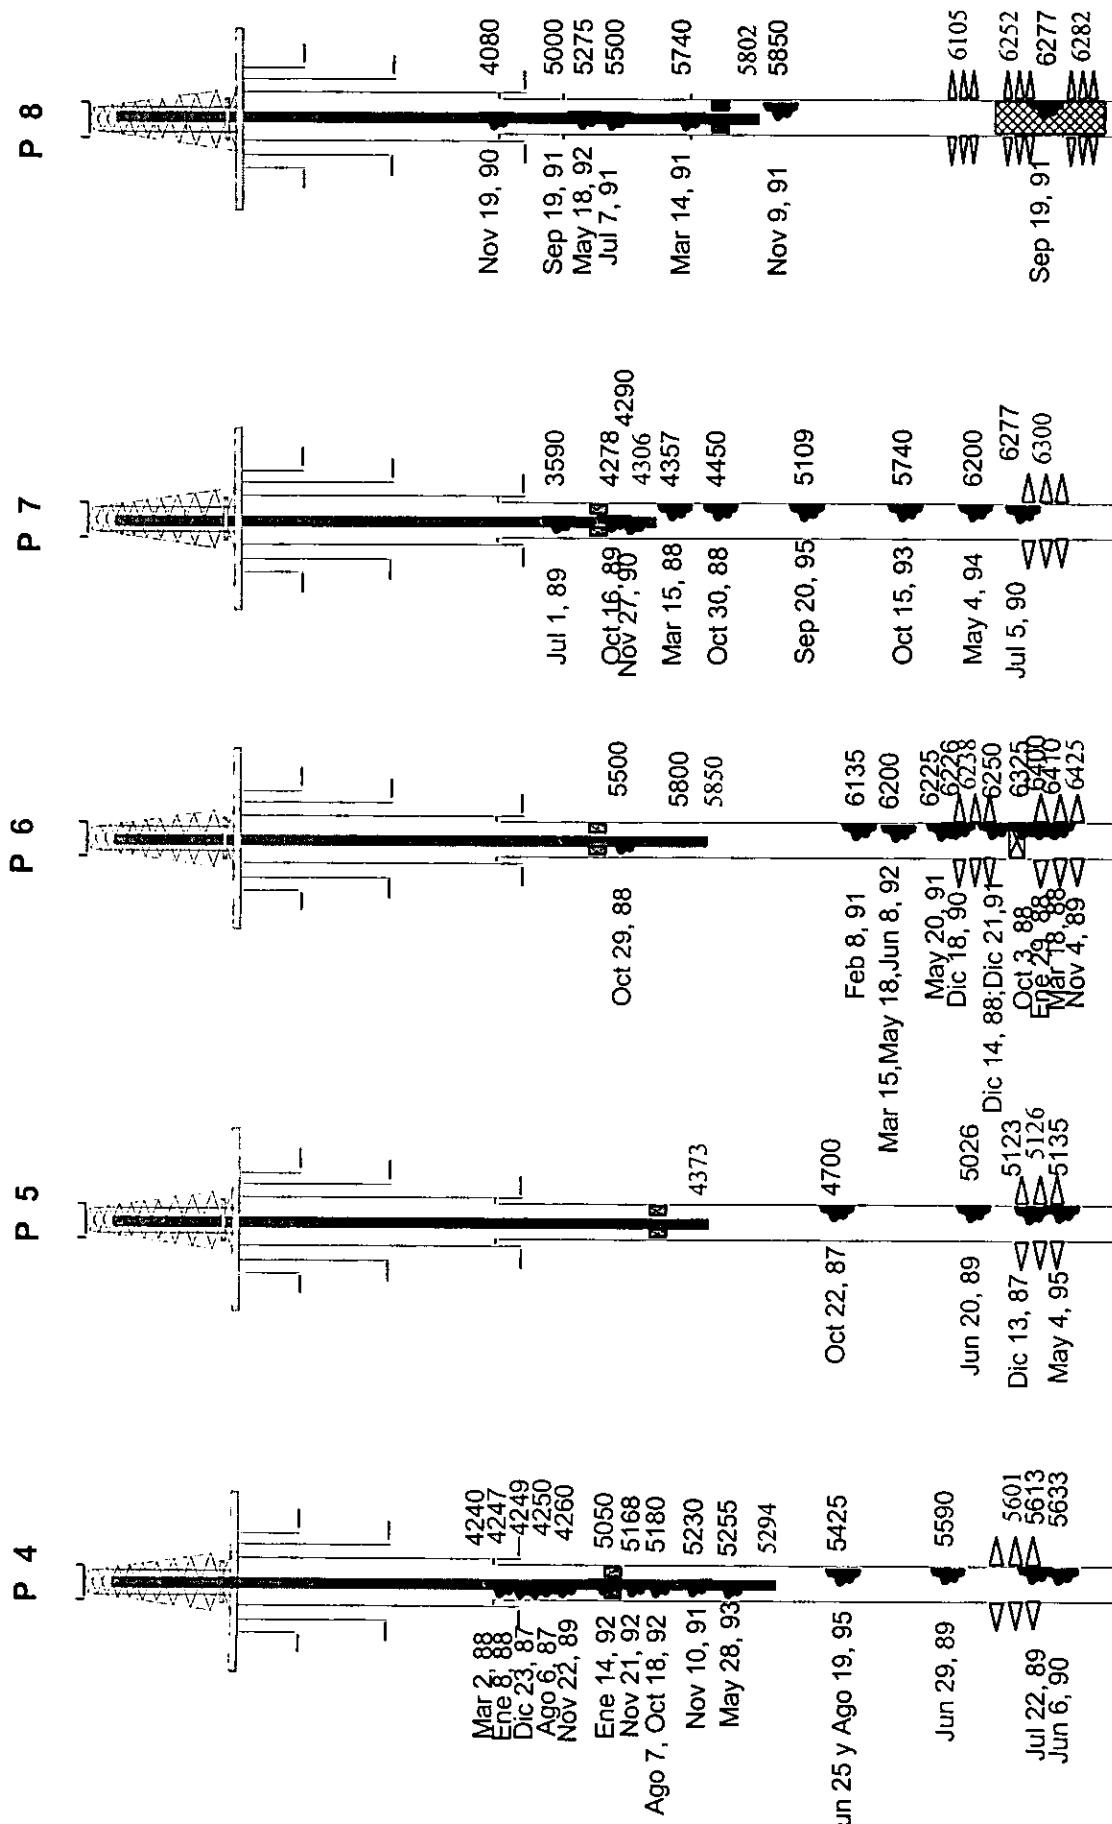 P 8
4080
5000
5275
5500
5740
5802
5850
6105
6252
6277
6282
Nov 19, 90
Sep 19, 91
May 18, 92
Jul 7, 91
Mar 14, 91
Nov 9, 91
Sep 19, 91
P 7
3590
4278
4290
4306
4357
4450
5109
5740
6200
6277
6300
Jul 1, 89
Oct 16, 89
Nov 27, 90
Mar 15, 88
Oct 30, 88
Sep 20, 95
Oct 15, 93
May 4, 94
Jul 5, 90
P 6
5500
5800
5850
6135
6200
6225
6226
6238
6250
6325
6400
6410
6425
Oct 29, 88
Feb 8, 91
Mar 15,May 18,Jun 8, 92
May 20, 91
Dic 18, 90
Dic 14, 88;Dic 21,91
Oct 3, 88
Ene 29, 88
Mar 18, 88
Nov 4, 89
P 5
4373
4700
5026
5123
5126
5135
Oct 22, 87
Jun 20, 89
Dic 13, 87
May 4, 95
P 4
4240
4247
4249
4250
4260
5050
5168
5180
5230
5255
5294
5425
5590
5601
5613
5633
Mar 2, 88
Ene 8, 88
Dic 23, 87
Ago 6, 87
Nov 22, 89
Ene 14, 92
Nov 21, 92
Ago 7, Oct 18, 92
Nov 10, 91
May 28, 93
un 25 y Ago 19, 95
Jun 29, 89
Jul 22, 89
Jun 6, 90